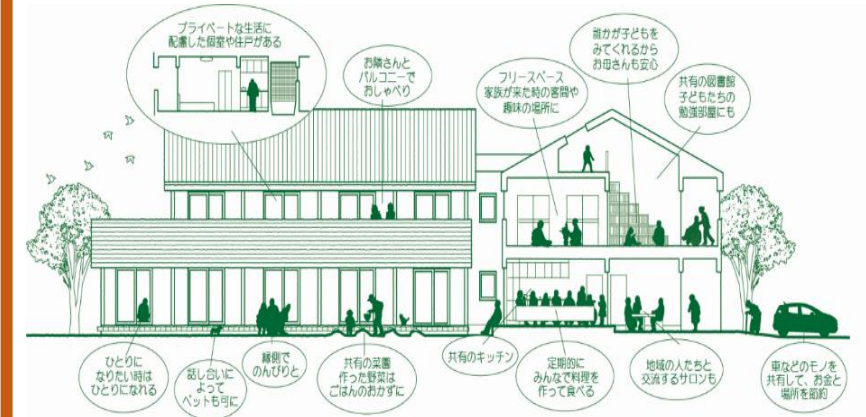 プライベートな生活に
配慮した個室や住戸がある
お隣さんと
バルコニーで
おしゃべり
フリースペース
家族が来た時の客間や
趣味の場所に
誰かが子どもを
みてくれるから
お母さんも安心
共有の図書館
子どもたちの
勉強部屋にも
ひとりに
なりたい時は
ひとりになれる
話し合いに
よって
ペットも可に
縁側で
のんびりと
共有の菜園
作った野菜は
ごはんのおかずに
共有のキッチン
定期的に
みんなで料理を
作って食べる
地域の人たちと
交流するサロンも
車などのモノを
共有して、お金と
場所を節約